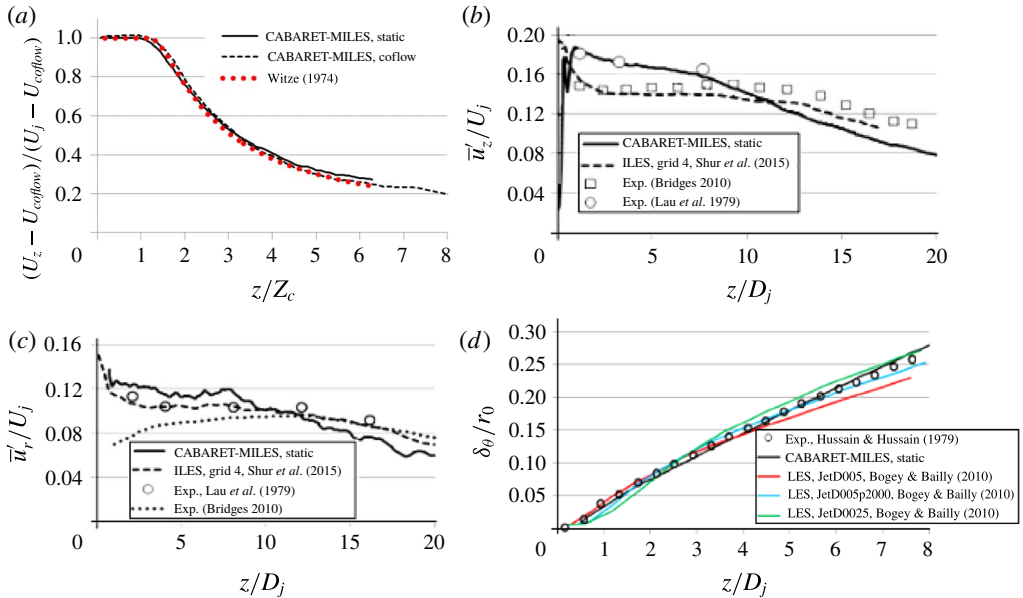 (a)
(U_z − U_coflow)/(U_j − U_coflow)
1.0
0.8
0.6
0.4
0.2
0
1 2 3 4 5 6 7 8
z/Z_c
CABARET-MILES, static
CABARET-MILES, coflow
Witze (1974)
(b)
ū′_z/U_j
0.20
0.16
0.12
0.08
0.04
0
5 10 15 20
z/D_j
CABARET-MILES, static
ILES, grid 4, Shur et al. (2015)
Exp. (Bridges 2010)
Exp. (Lau et al. 1979)
(c)
ū′_r/U_j
0.16
0.12
0.08
0.04
0
5 10 15 20
z/D_j
CABARET-MILES, static
ILES, grid 4, Shur et al. (2015)
Exp., Lau et al. (1979)
Exp. (Bridges 2010)
(d)
δ_θ/r_0
0.30
0.25
0.20
0.15
0.10
0.05
0
1 2 3 4 5 6 7 8
z/D_j
Exp., Hussain & Hussain (1979)
CABARET-MILES, static
LES, JetD005, Bogey & Bailly (2010)
LES, JetD005p2000, Bogey & Bailly (2010)
LES, JetD0025, Bogey & Bailly (2010)